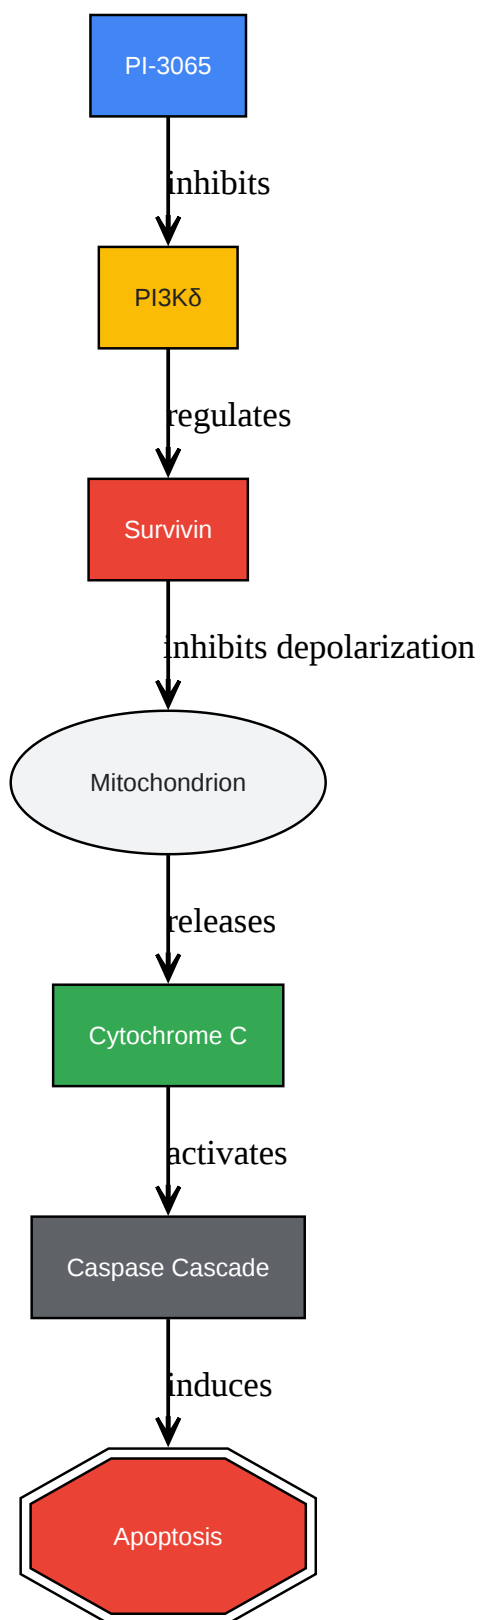 PI-3065
inhibits
PI3Kδ
regulates
Survivin
inhibits depolarization
Mitochondrion
releases
Cytochrome C
activates
Caspase Cascade
induces
Apoptosis